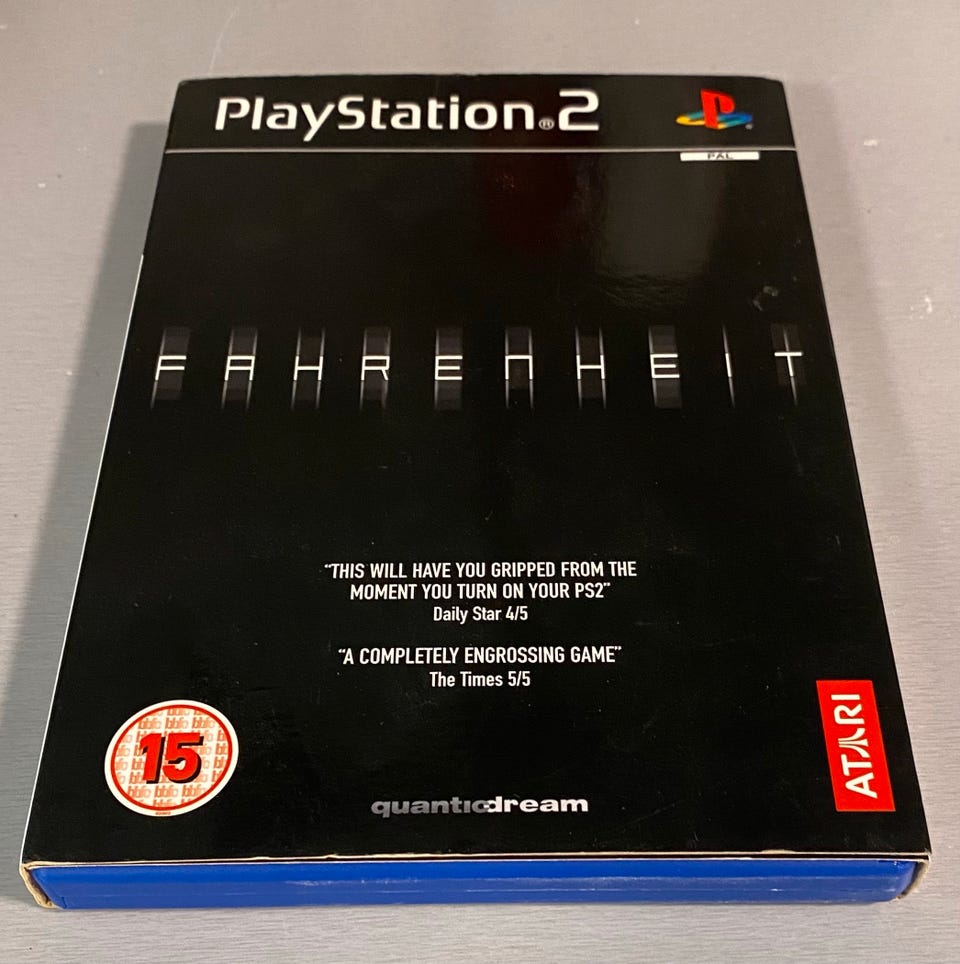 PlayStation®2
PAL
FAHRENHEIT
“THIS WILL HAVE YOU GRIPPED FROM THE
MOMENT YOU TURN ON YOUR PS2”
Daily Star 4/5
“A COMPLETELY ENGROSSING GAME”
The Times 5/5
15
ATARI
quanticdream